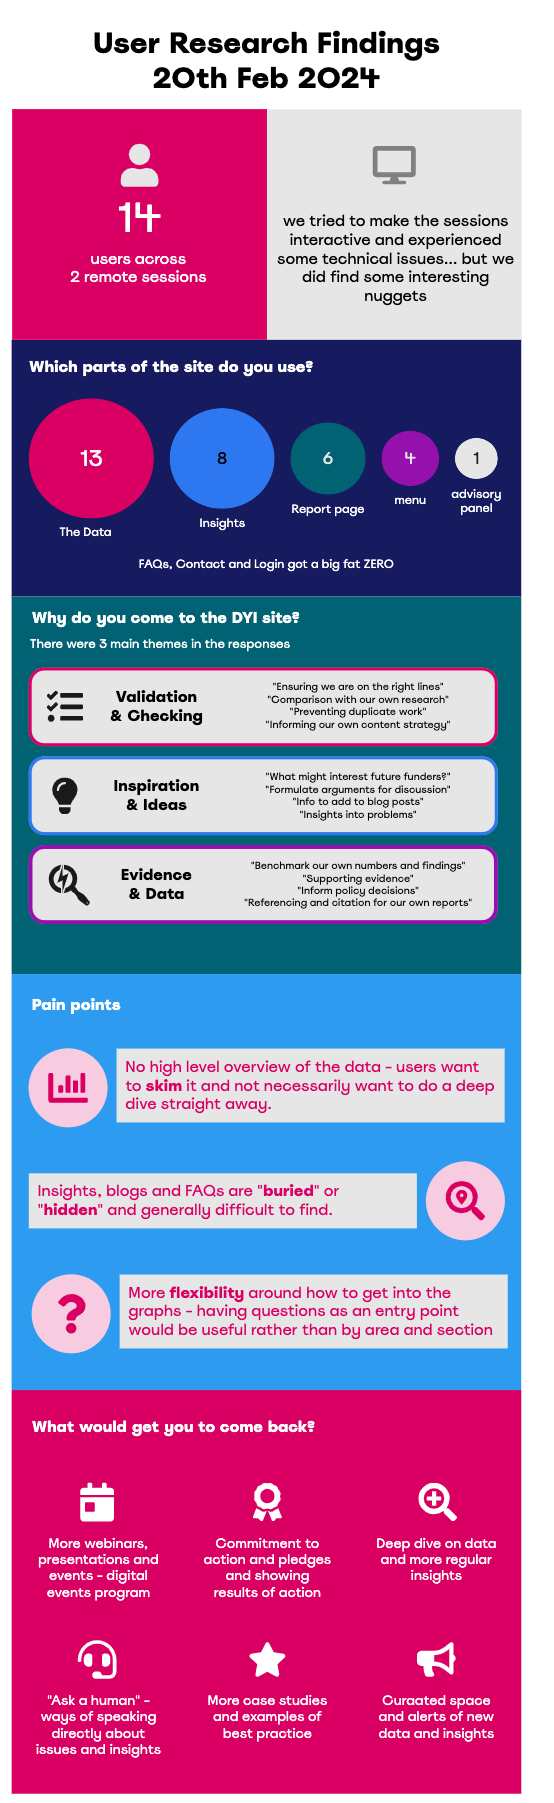 User Research Findings
20th Feb 2024
14
users across
2 remote sessions
we tried to make the sessions
interactive and experienced
some technical issues... but we
did find some interesting
nuggets
Which parts of the site do you use?
13
The Data
8
Insights
6
Report page
4
menu
1
advisory
panel
FAQs, Contact and Login got a big fat ZERO
Why do you come to the DYI site?
There were 3 main themes in the responses
Validation
& Checking
"Ensuring we are on the right lines"
"Comparison with our own research"
"Preventing duplicate work"
"Informing our own content strategy"
Inspiration
& Ideas
"What might interest future funders?"
"Formulate arguments for discussion"
"Info to add to blog posts"
"Insights into problems"
Evidence
& Data
"Benchmark our own numbers and findings"
"Supporting evidence"
"Inform policy decisions"
"Referencing and citation for our own reports"
Pain points
No high level overview of the data - users want
to skim it and not necessarily want to do a deep
dive straight away.
Insights, blogs and FAQs are "buried" or
"hidden" and generally difficult to find.
More flexibility around how to get into the
graphs - having questions as an entry point
would be useful rather than by area and section
What would get you to come back?
More webinars,
presentations and
events - digital
events program
Commitment to
action and pledges
and showing
results of action
Deep dive on data
and more regular
insights
"Ask a human" -
ways of speaking
directly about
issues and insights
More case studies
and examples of
best practice
Curaated space
and alerts of new
data and insights